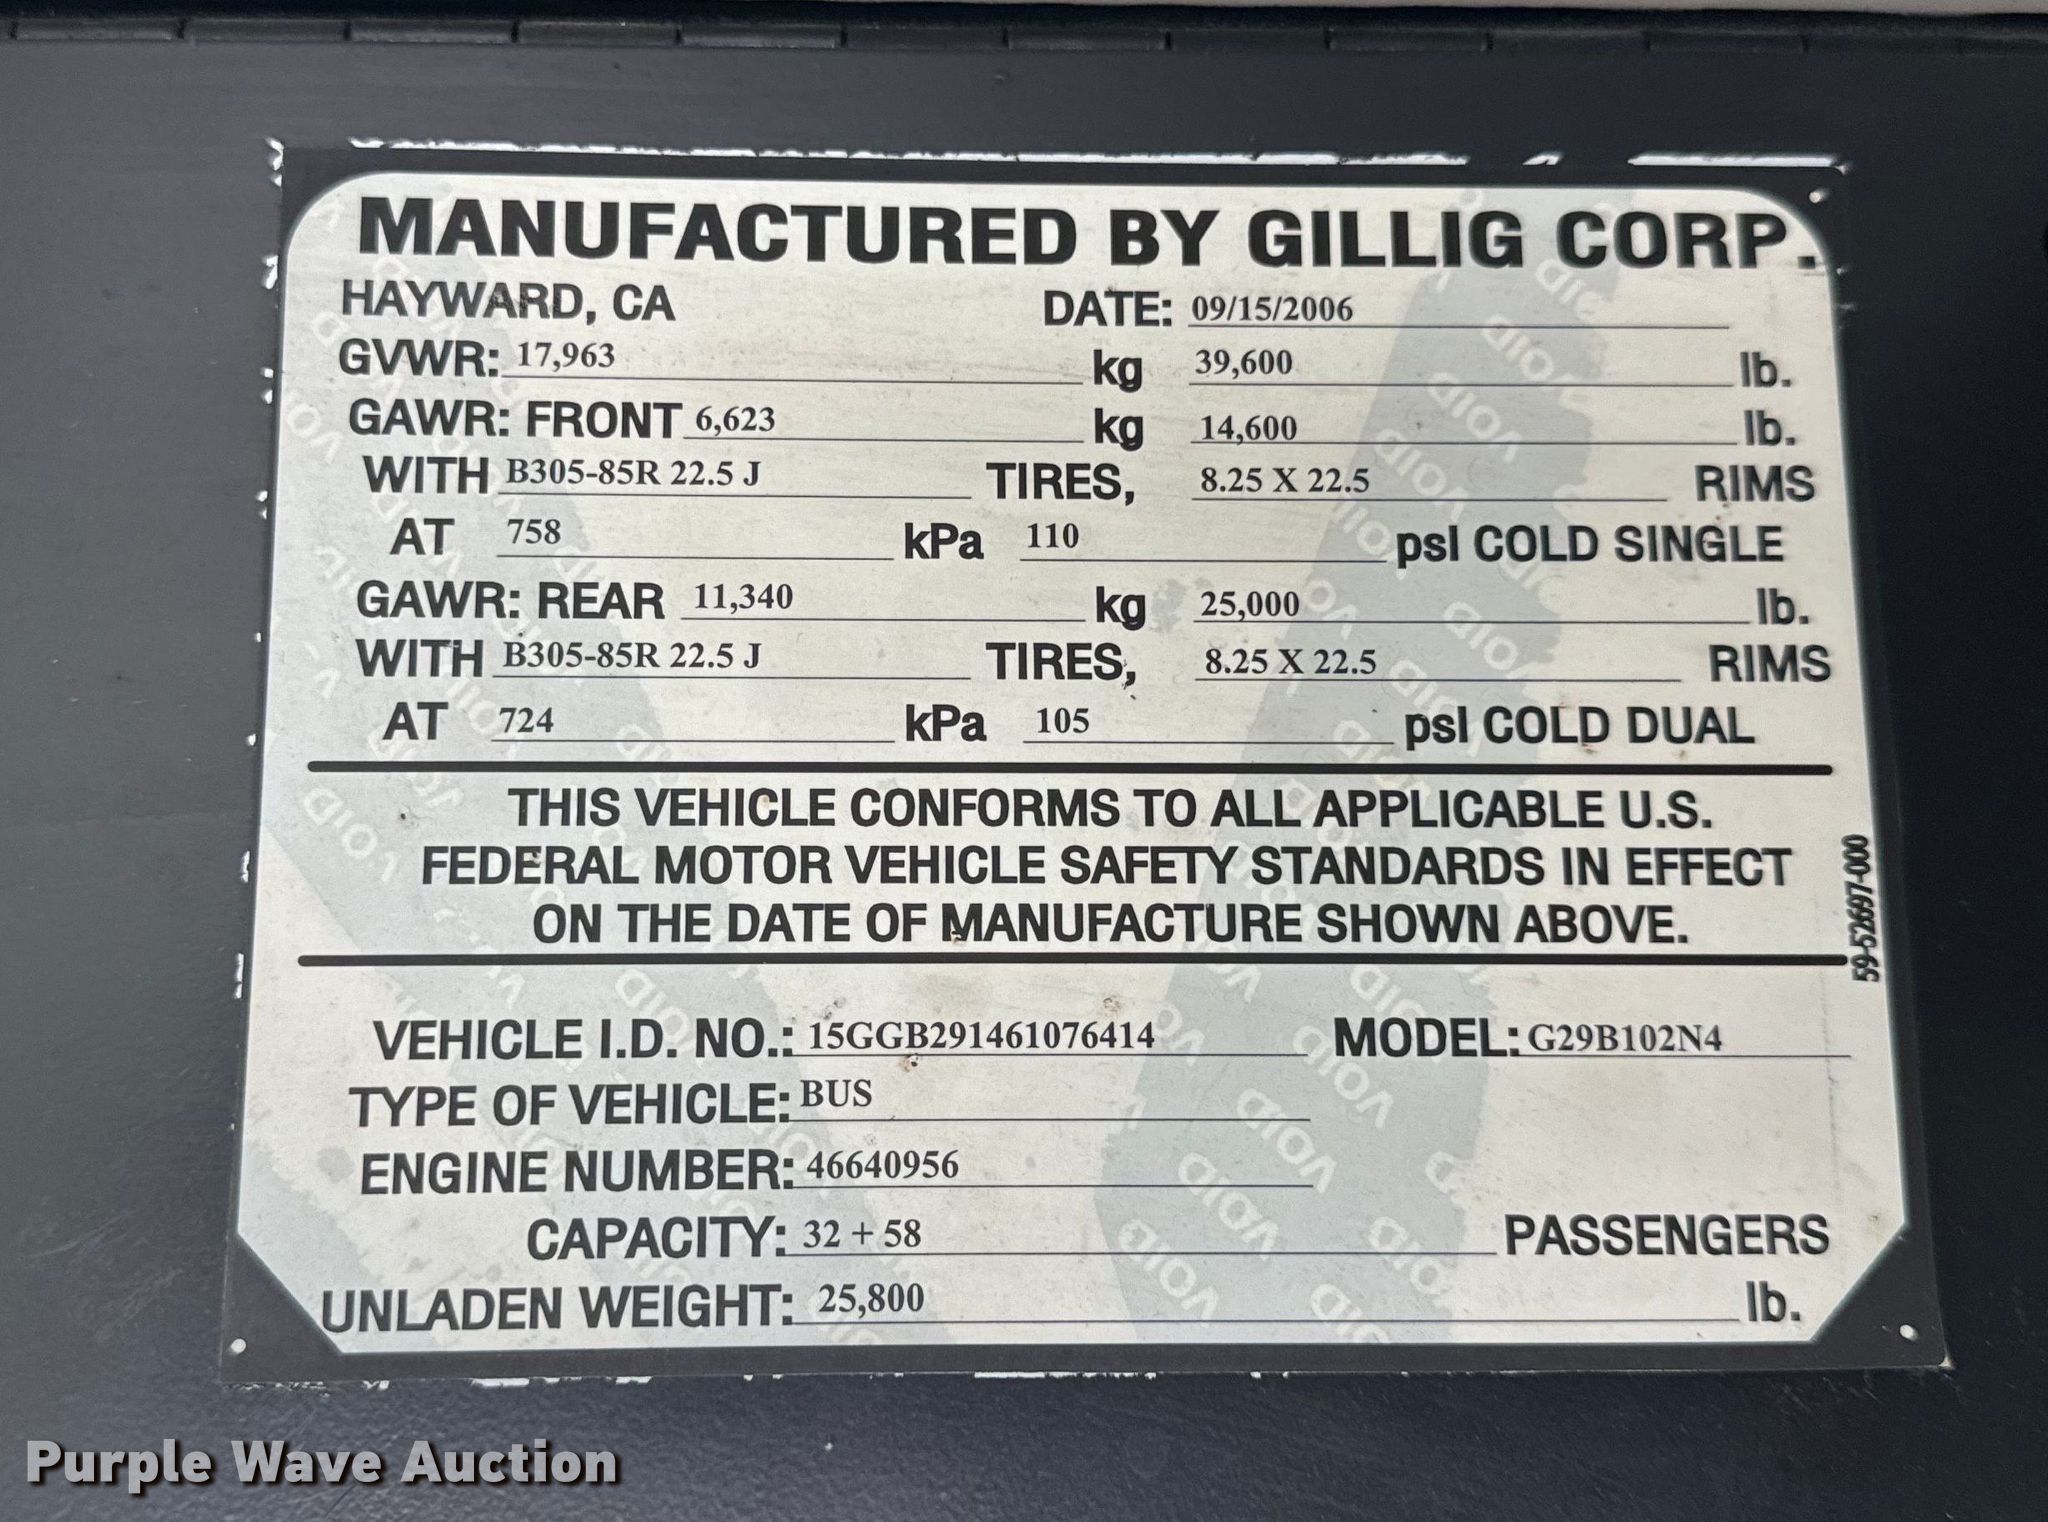 MANUFACTURED BY GILLIG CORP.
HAYWARD, CA DATE: 09/15/2006
GVWR: 17,963 kg 39,600 lb.
GAWR: FRONT 6,623 kg 14,600 lb.
WITH B305-85R 22.5 J TIRES, 8.25 X 22.5 RIMS
AT 758 kPa 110 psI COLD SINGLE
GAWR: REAR 11,340 kg 25,000 lb.
WITH B305-85R 22.5 J TIRES, 8.25 X 22.5 RIMS
AT 724 kPa 105 psI COLD DUAL
THIS VEHICLE CONFORMS TO ALL APPLICABLE U.S.
FEDERAL MOTOR VEHICLE SAFETY STANDARDS IN EFFECT
ON THE DATE OF MANUFACTURE SHOWN ABOVE.
59-52697-000
VEHICLE I.D. NO.: 15GGB291461076414 MODEL: G29B102N4
TYPE OF VEHICLE: BUS
ENGINE NUMBER: 46640956
CAPACITY: 32 + 58 PASSENGERS
UNLADEN WEIGHT: 25,800 lb.
Purple Wave Auction